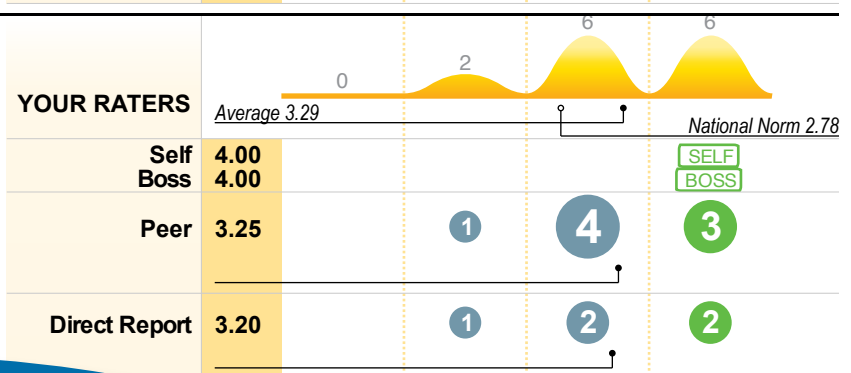 6 6
2
0
YOUR RATERS
Average 3.29
National Norm 2.78
Self 4.00 SELF
Boss 4.00 BOSS
Peer 3.25 1 4 3
Direct Report 3.20 1 2 2